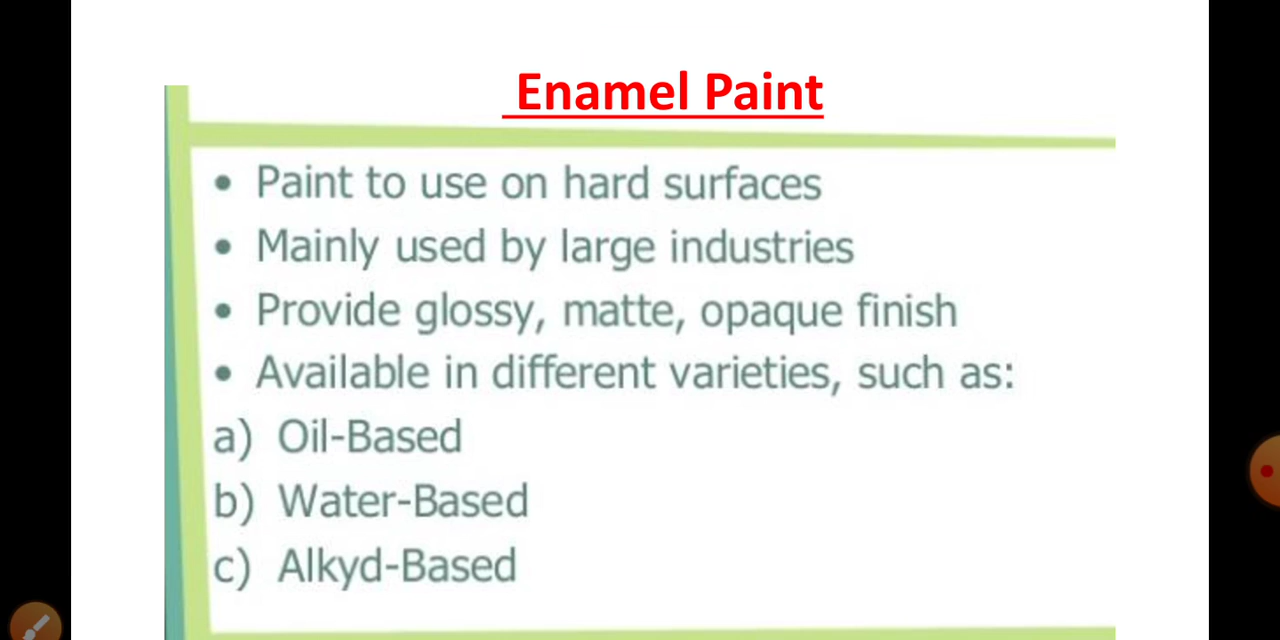 Enamel Paint
• Paint to use on hard surfaces
• Mainly used by large industries
• Provide glossy, matte, opaque finish
• Available in different varieties, such as:
a) Oil-Based
b) Water-Based
c) Alkyd-Based